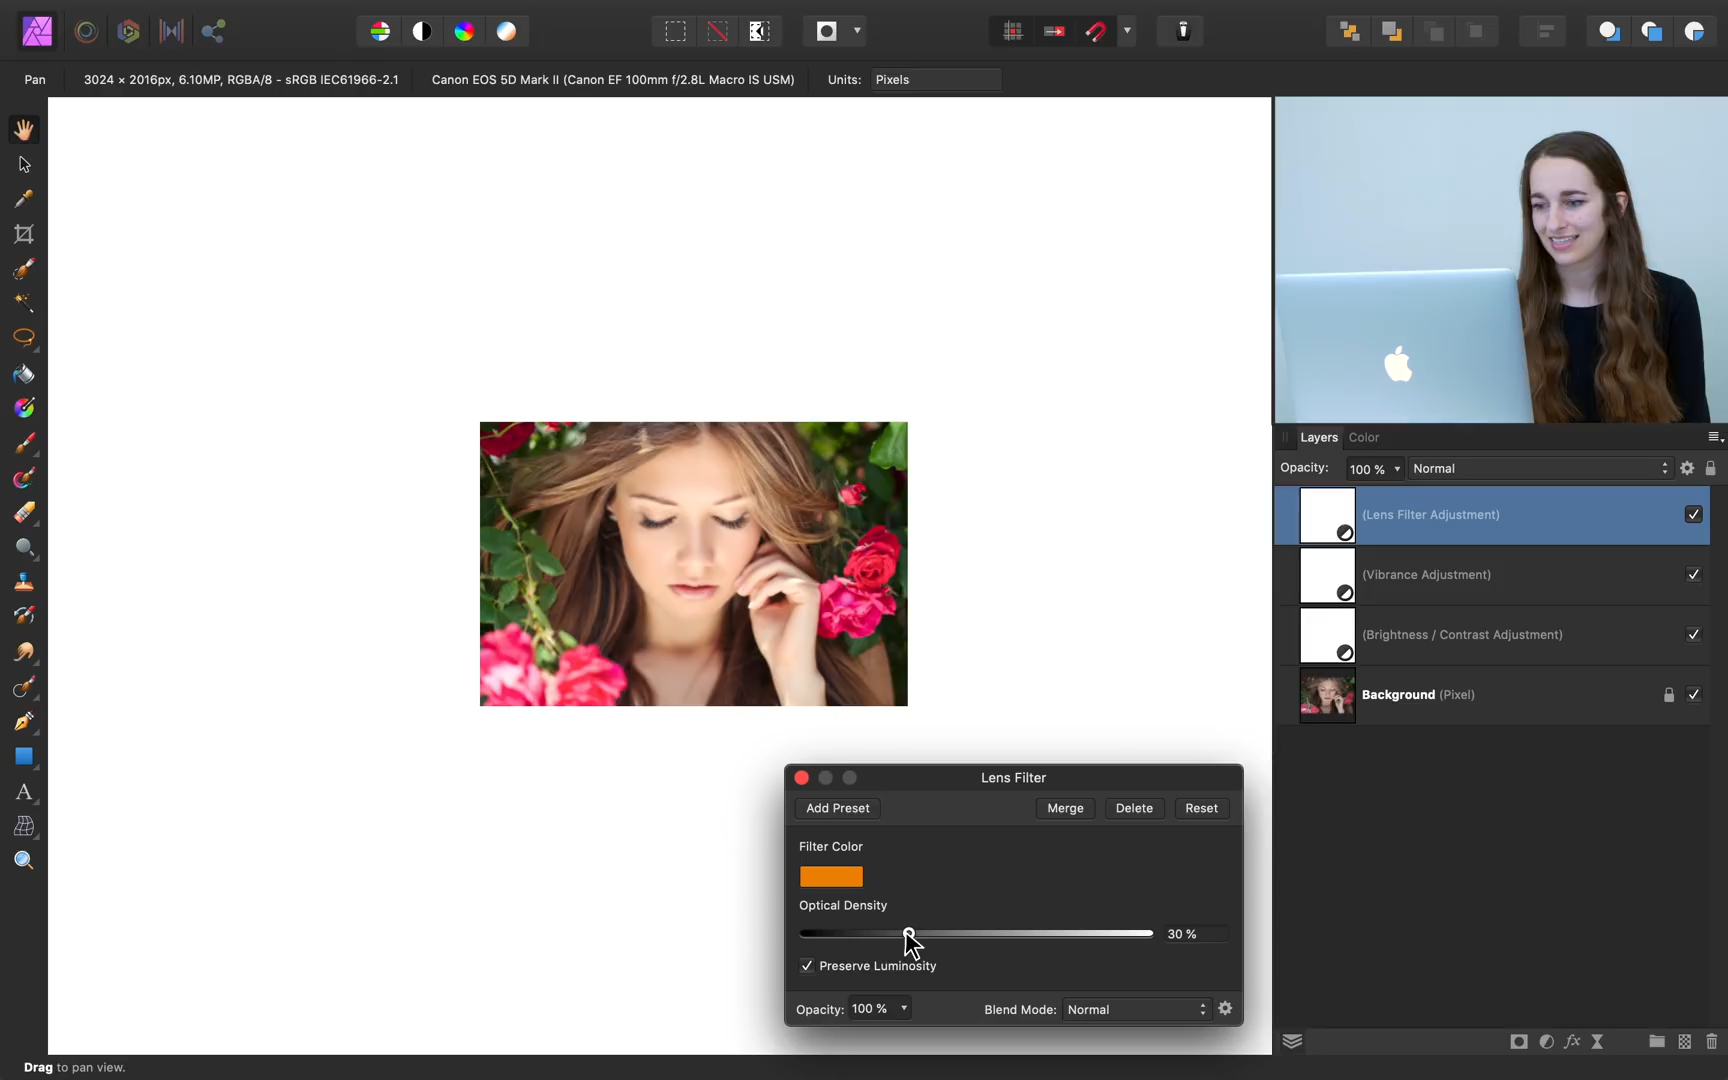 Pan
3024 × 2016px, 6.10MP, RGBA/8 - sRGB IEC61966-2.1
Canon EOS 5D Mark II (Canon EF 100mm f/2.8L Macro IS USM)
Units: Pixels
Layers Color
Opacity: 100 % Normal
(Lens Filter Adjustment)
(Vibrance Adjustment)
(Brightness / Contrast Adjustment)
Background (Pixel)
Lens Filter
Add Preset Merge Delete Reset
Filter Color
Optical Density
30 %
Preserve Luminosity
Opacity: 100 % Blend Mode: Normal
fx
Drag to pan view.